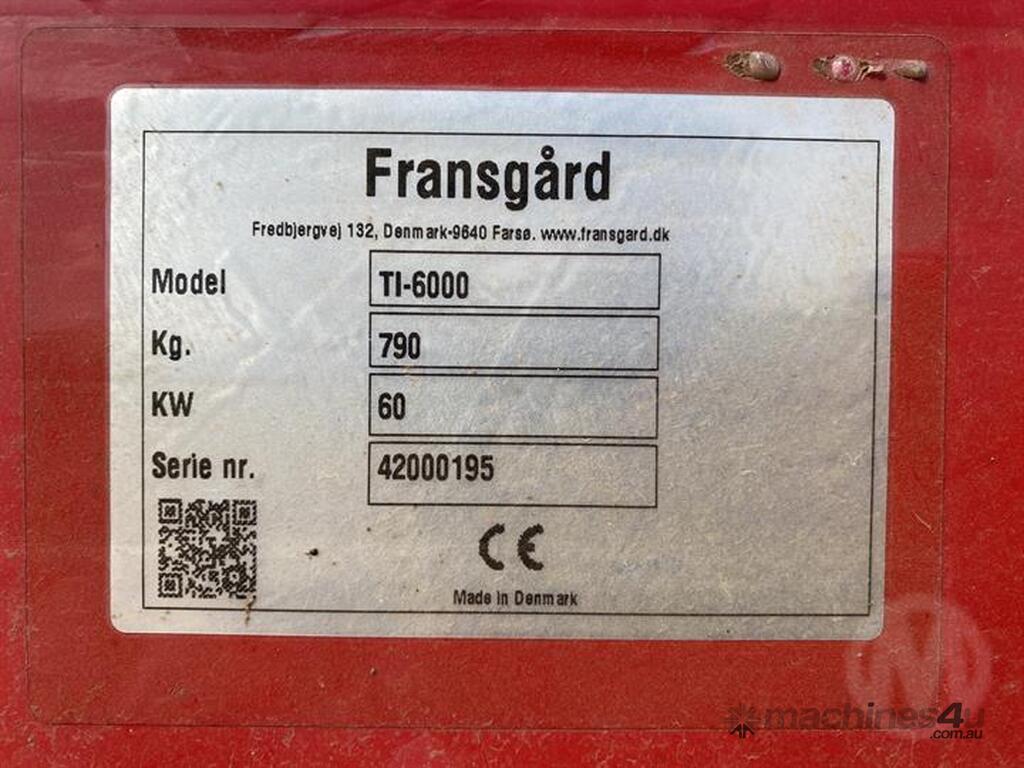 Fransgård
Fredbjergvej 132, Denmark-9640 Farsø. www.fransgard.dk
Model TI-6000
Kg. 790
KW 60
Serie nr. 42000195
CE
Made in Denmark
machines4u
.com.au